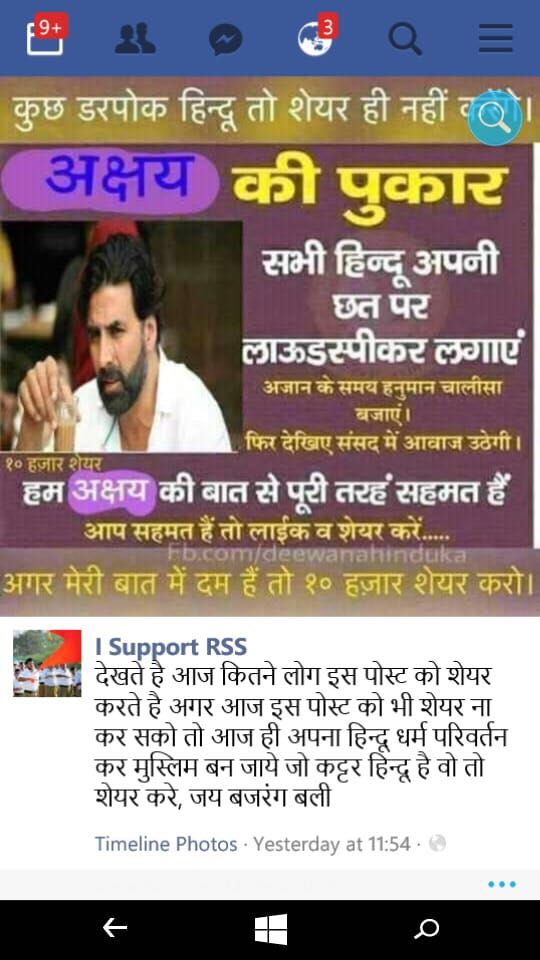 9+
3
कुछ डरपोक हिन्दू तो शेयर ही नहीं
अक्षय की पुकार
सभी हिन्दू अपनी
छत पर
लाऊडस्पीकर लगाएं
अजान के समय हनुमान चालीसा
बजाएं।
फिर देखिए संसद में आवाज उठेगी।
१० हज़ार शेयर
हम अक्षय की बात से पूरी तरहं सहमत हैं
आप सहमत हैं तो लाईक व शेयर करें.....
Fb.com/deewanahinduka
अगर मेरी बात में दम हैं तो १० हज़ार शेयर करो।
I Support RSS
देखते है आज कितने लोग इस पोस्ट को शेयर
करते है अगर आज इस पोस्ट को भी शेयर ना
कर सको तो आज ही अपना हिन्दू धर्म परिवर्तन
कर मुस्लिम बन जाये जो कट्टर हिन्दू है वो तो
शेयर करे, जय बजरंग बली
Timeline Photos · Yesterday at 11:54 ·